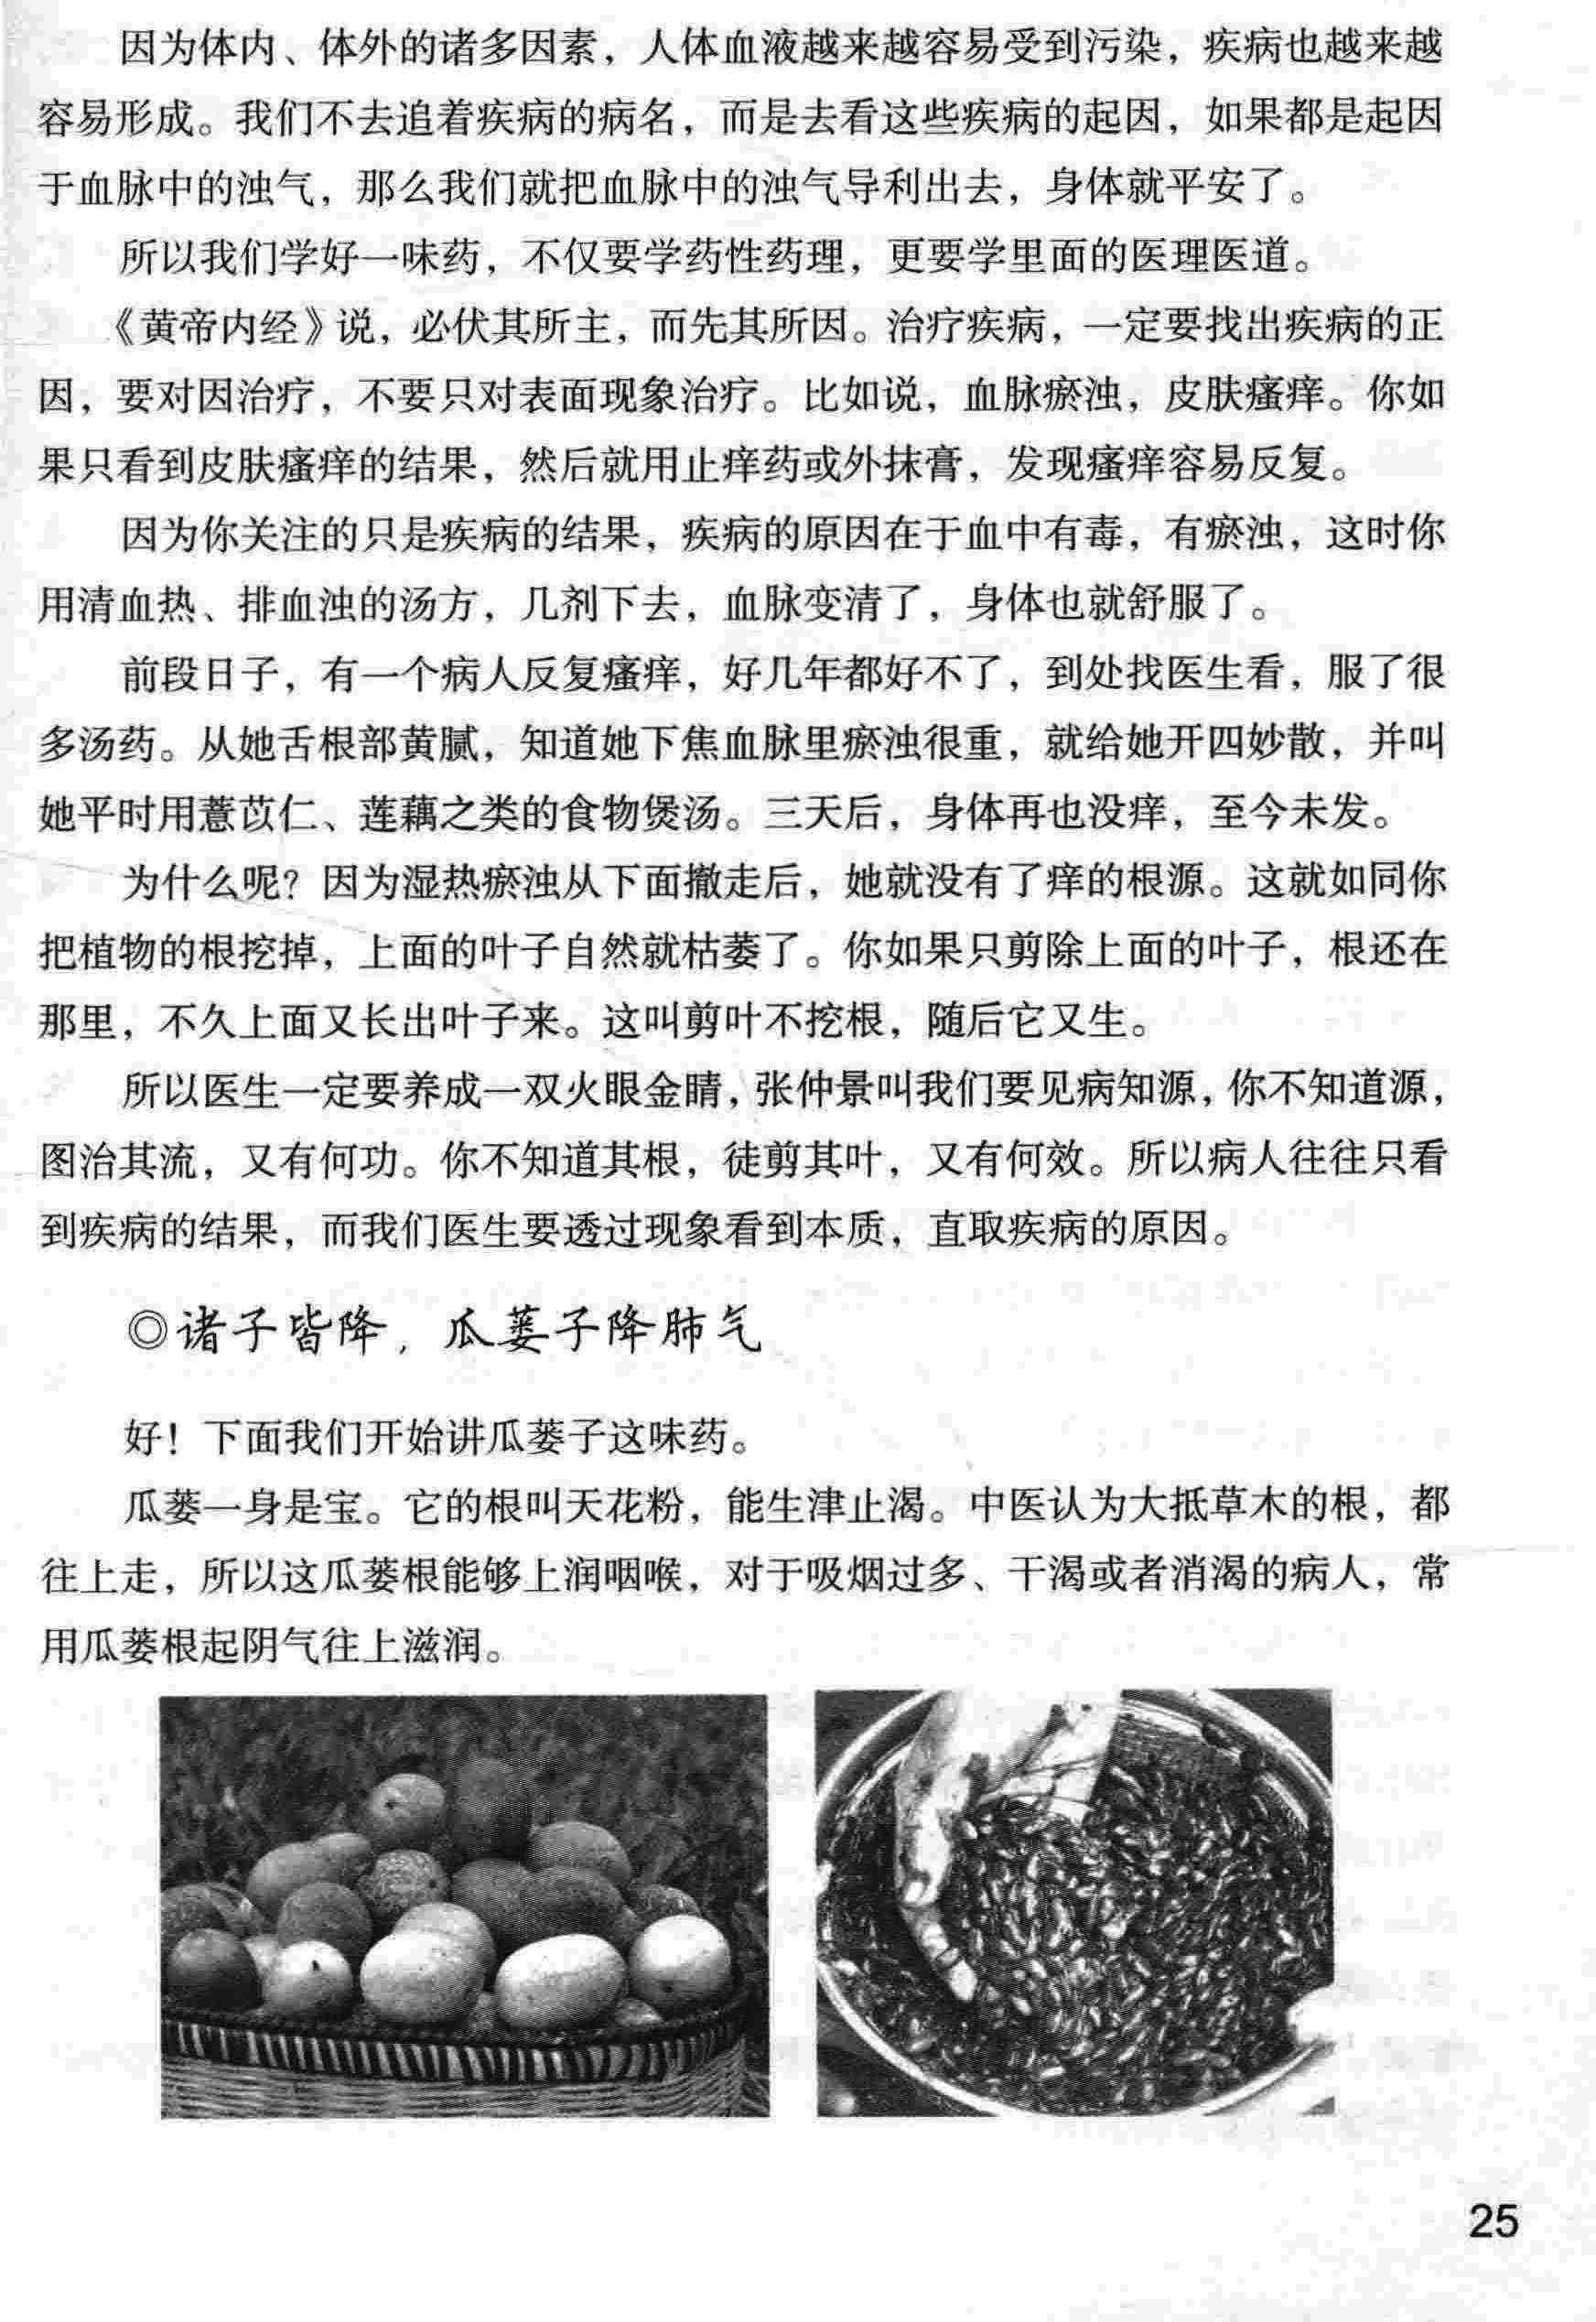 因为体内、体外的诸多因素，人体血液越来越容易受到污染，疾病也越来越
容易形成。我们不去追着疾病的病名，而是去看这些疾病的起因，如果都是起因
于血脉中的浊气，那么我们就把血脉中的浊气导利出去，身体就平安了。
所以我们学好一味药，不仅要学药性药理，更要学里面的医理医道。
《黄帝内经》说，必伏其所主，而先其所因。治疗疾病，一定要找出疾病的正
因，要对因治疗，不要只对表面现象治疗。比如说，血脉瘀浊，皮肤瘙痒。你如
果只看到皮肤瘙痒的结果，然后就用止痒药或外抹膏，发现瘙痒容易反复。
因为你关注的只是疾病的结果，疾病的原因在于血中有毒，有瘀浊，这时你
用清血热、排血浊的汤方，几剂下去，血脉变清了，身体也就舒服了。
前段日子，有一个病人反复瘙痒，好几年都好不了，到处找医生看，服了很
多汤药。从她舌根部黄腻，知道她下焦血脉里瘀浊很重，就给她开四妙散，并叫
她平时用薏苡仁、莲藕之类的食物煲汤。三天后，身体再也没痒，至今未发。
为什么呢？因为湿热瘀浊从下面撤走后，她就没有了痒的根源。这就如同你
把植物的根挖掉，上面的叶子自然就枯萎了。你如果只剪除上面的叶子，根还在
那里，不久上面又长出叶子来。这叫剪叶不挖根，随后它又生。
所以医生一定要养成一双火眼金睛，张仲景叫我们要见病知源，你不知道源，
图治其流，又有何功。你不知道其根，徒剪其叶，又有何效。所以病人往往只看
到疾病的结果，而我们医生要透过现象看到本质，直取疾病的原因。
◎诸子皆降，瓜蒌子降肺气
好！下面我们开始讲瓜蒌子这味药。
瓜蒌一身是宝。它的根叫天花粉，能生津止渴。中医认为大抵草木的根，都
往上走，所以这瓜蒌根能够上润咽喉，对于吸烟过多、干渴或者消渴的病人，常
用瓜蒌根起阴气往上滋润。
25